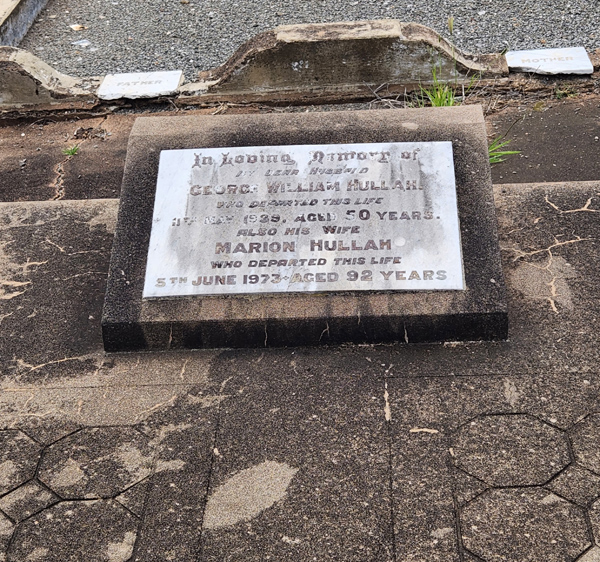 FATHER
MOTHER
In Loving Memory of
MY DEAR HUSBAND
GEORGE WILLIAM HULLAH.
WHO DEPARTED THIS LIFE
11TH MAY 1939, AGED 50 YEARS.
ALSO HIS WIFE
MARION HULLAH
WHO DEPARTED THIS LIFE
5TH JUNE 1973 AGED 92 YEARS